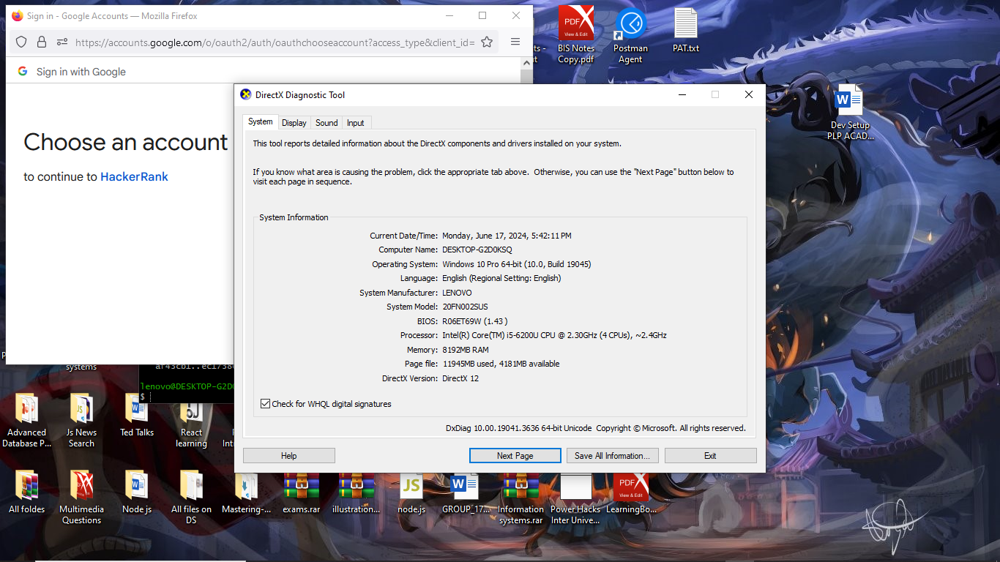 Sign in - Google Accounts — Mozilla Firefox
https://accounts.google.com/o/oauth2/auth/oauthchooseaccount?access_type&client_id=
Sign in with Google
Choose an account
to continue to HackerRank
PDF
View & Edit
BIS Notes
Copy.pdf
Postman
Agent
PAT.txt
W
Dev Setup
PLP ACAD...
DirectX Diagnostic Tool
System
Display
Sound
Input
This tool reports detailed information about the DirectX components and drivers installed on your system.
If you know what area is causing the problem, click the appropriate tab above.  Otherwise, you can use the "Next Page" button below to
visit each page in sequence.
System Information
Current Date/Time: Monday, June 17, 2024, 5:42:11 PM
Computer Name: DESKTOP-G2D0KSQ
Operating System: Windows 10 Pro 64-bit (10.0, Build 19045)
Language: English (Regional Setting: English)
System Manufacturer: LENOVO
System Model: 20FN002SUS
BIOS: R06ET69W (1.43 )
Processor: Intel(R) Core(TM) i5-6200U CPU @ 2.30GHz (4 CPUs), ~2.4GHz
Memory: 8192MB RAM
Page file: 11945MB used, 4181MB available
DirectX Version: DirectX 12
Check for WHQL digital signatures
DxDiag 10.00.19041.3636 64-bit Unicode  Copyright © Microsoft. All rights reserved.
Help
Next Page
Save All Information...
Exit
systems
lenovo@DESKTOP-G2D0
$
Advanced
Database P...
Js News
Search
Ted Talks
React
learning
All foldes
Multimedia
Questions
Node js
All files on
DS
Mastering-...
exams.rar
illustration...
JS
node.js
W
GROUP_17...
Information
systems.rar
Power Hacks
Inter Unive...
PDF
View & Edit
LearningBo...